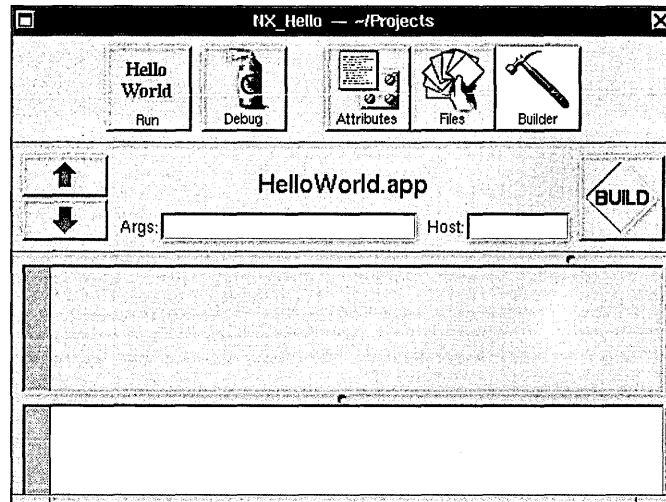 NX_Hello — ~/Projects
Hello
World
Run
Debug
Attributes
Files
Builder
HelloWorld.app
BUILD
Args:
Host: